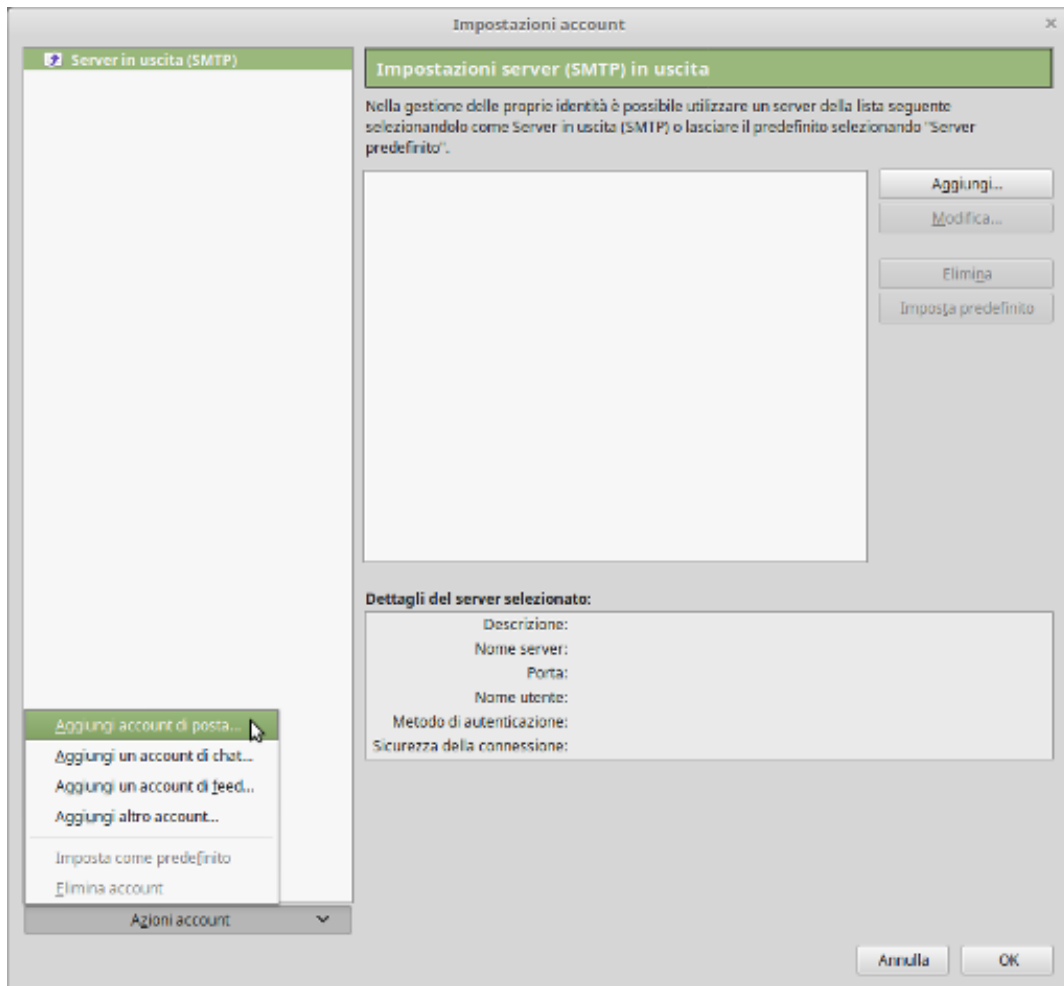 Impostazioni account
Server in uscita (SMTP)
Impostazioni server (SMTP) in uscita
Nella gestione delle proprie identità è possibile utilizzare un server della lista seguente
selezionandolo come Server in uscita (SMTP) o lasciare il predefinito selezionando "Server
predefinito".
Aggiungi...
Modifica...
Elimina
Imposta predefinito
Dettagli del server selezionato:
Descrizione:
Nome server:
Porta:
Nome utente:
Metodo di autenticazione:
Sicurezza della connessione:
Aggiungi account di posta...
Aggiungi un account di chat...
Aggiungi un account di feed...
Aggiungi altro account...
Imposta come predefinito
Elimina account
Azioni account
Annulla
OK